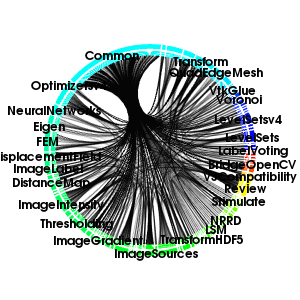 Common
Transform
QuadEdgeMesh
Optimizersv4
VtkGlue
Voronoi
NeuralNetworks
LevelSetsv4
Eigen
LevelSets
FEM
LabelVoting
isplacementField
BridgeOpenCV
ImageLabel
V3Compatibility
DistanceMap
Review
Stimulate
ImageIntensity
NRRD
Thresholding
LSM
ImageGradient
TransformHDF5
ImageSources